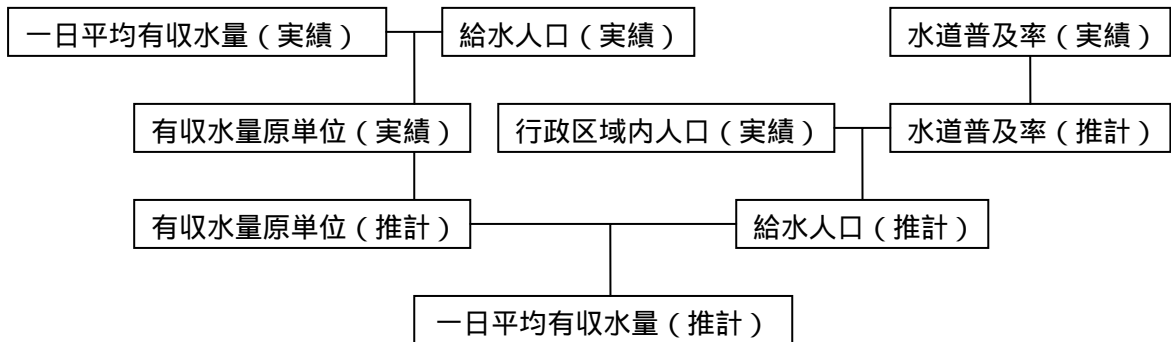 一日平均有収水量（実績）
給水人口（実績）
水道普及率（実績）
有収水量原単位（実績）
行政区域内人口（実績）
水道普及率（推計）
有収水量原単位（推計）
給水人口（推計）
一日平均有収水量（推計）